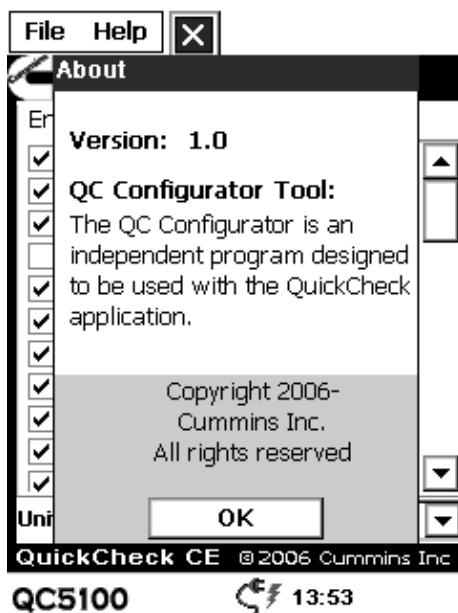 File Help
About
Version: 1.0
QC Configurator Tool:
The QC Configurator is an
independent program designed
to be used with the QuickCheck
application.
Copyright 2006-
Cummins Inc.
All rights reserved
OK
QuickCheck CE ©2006 Cummins Inc
QC5100 13:53